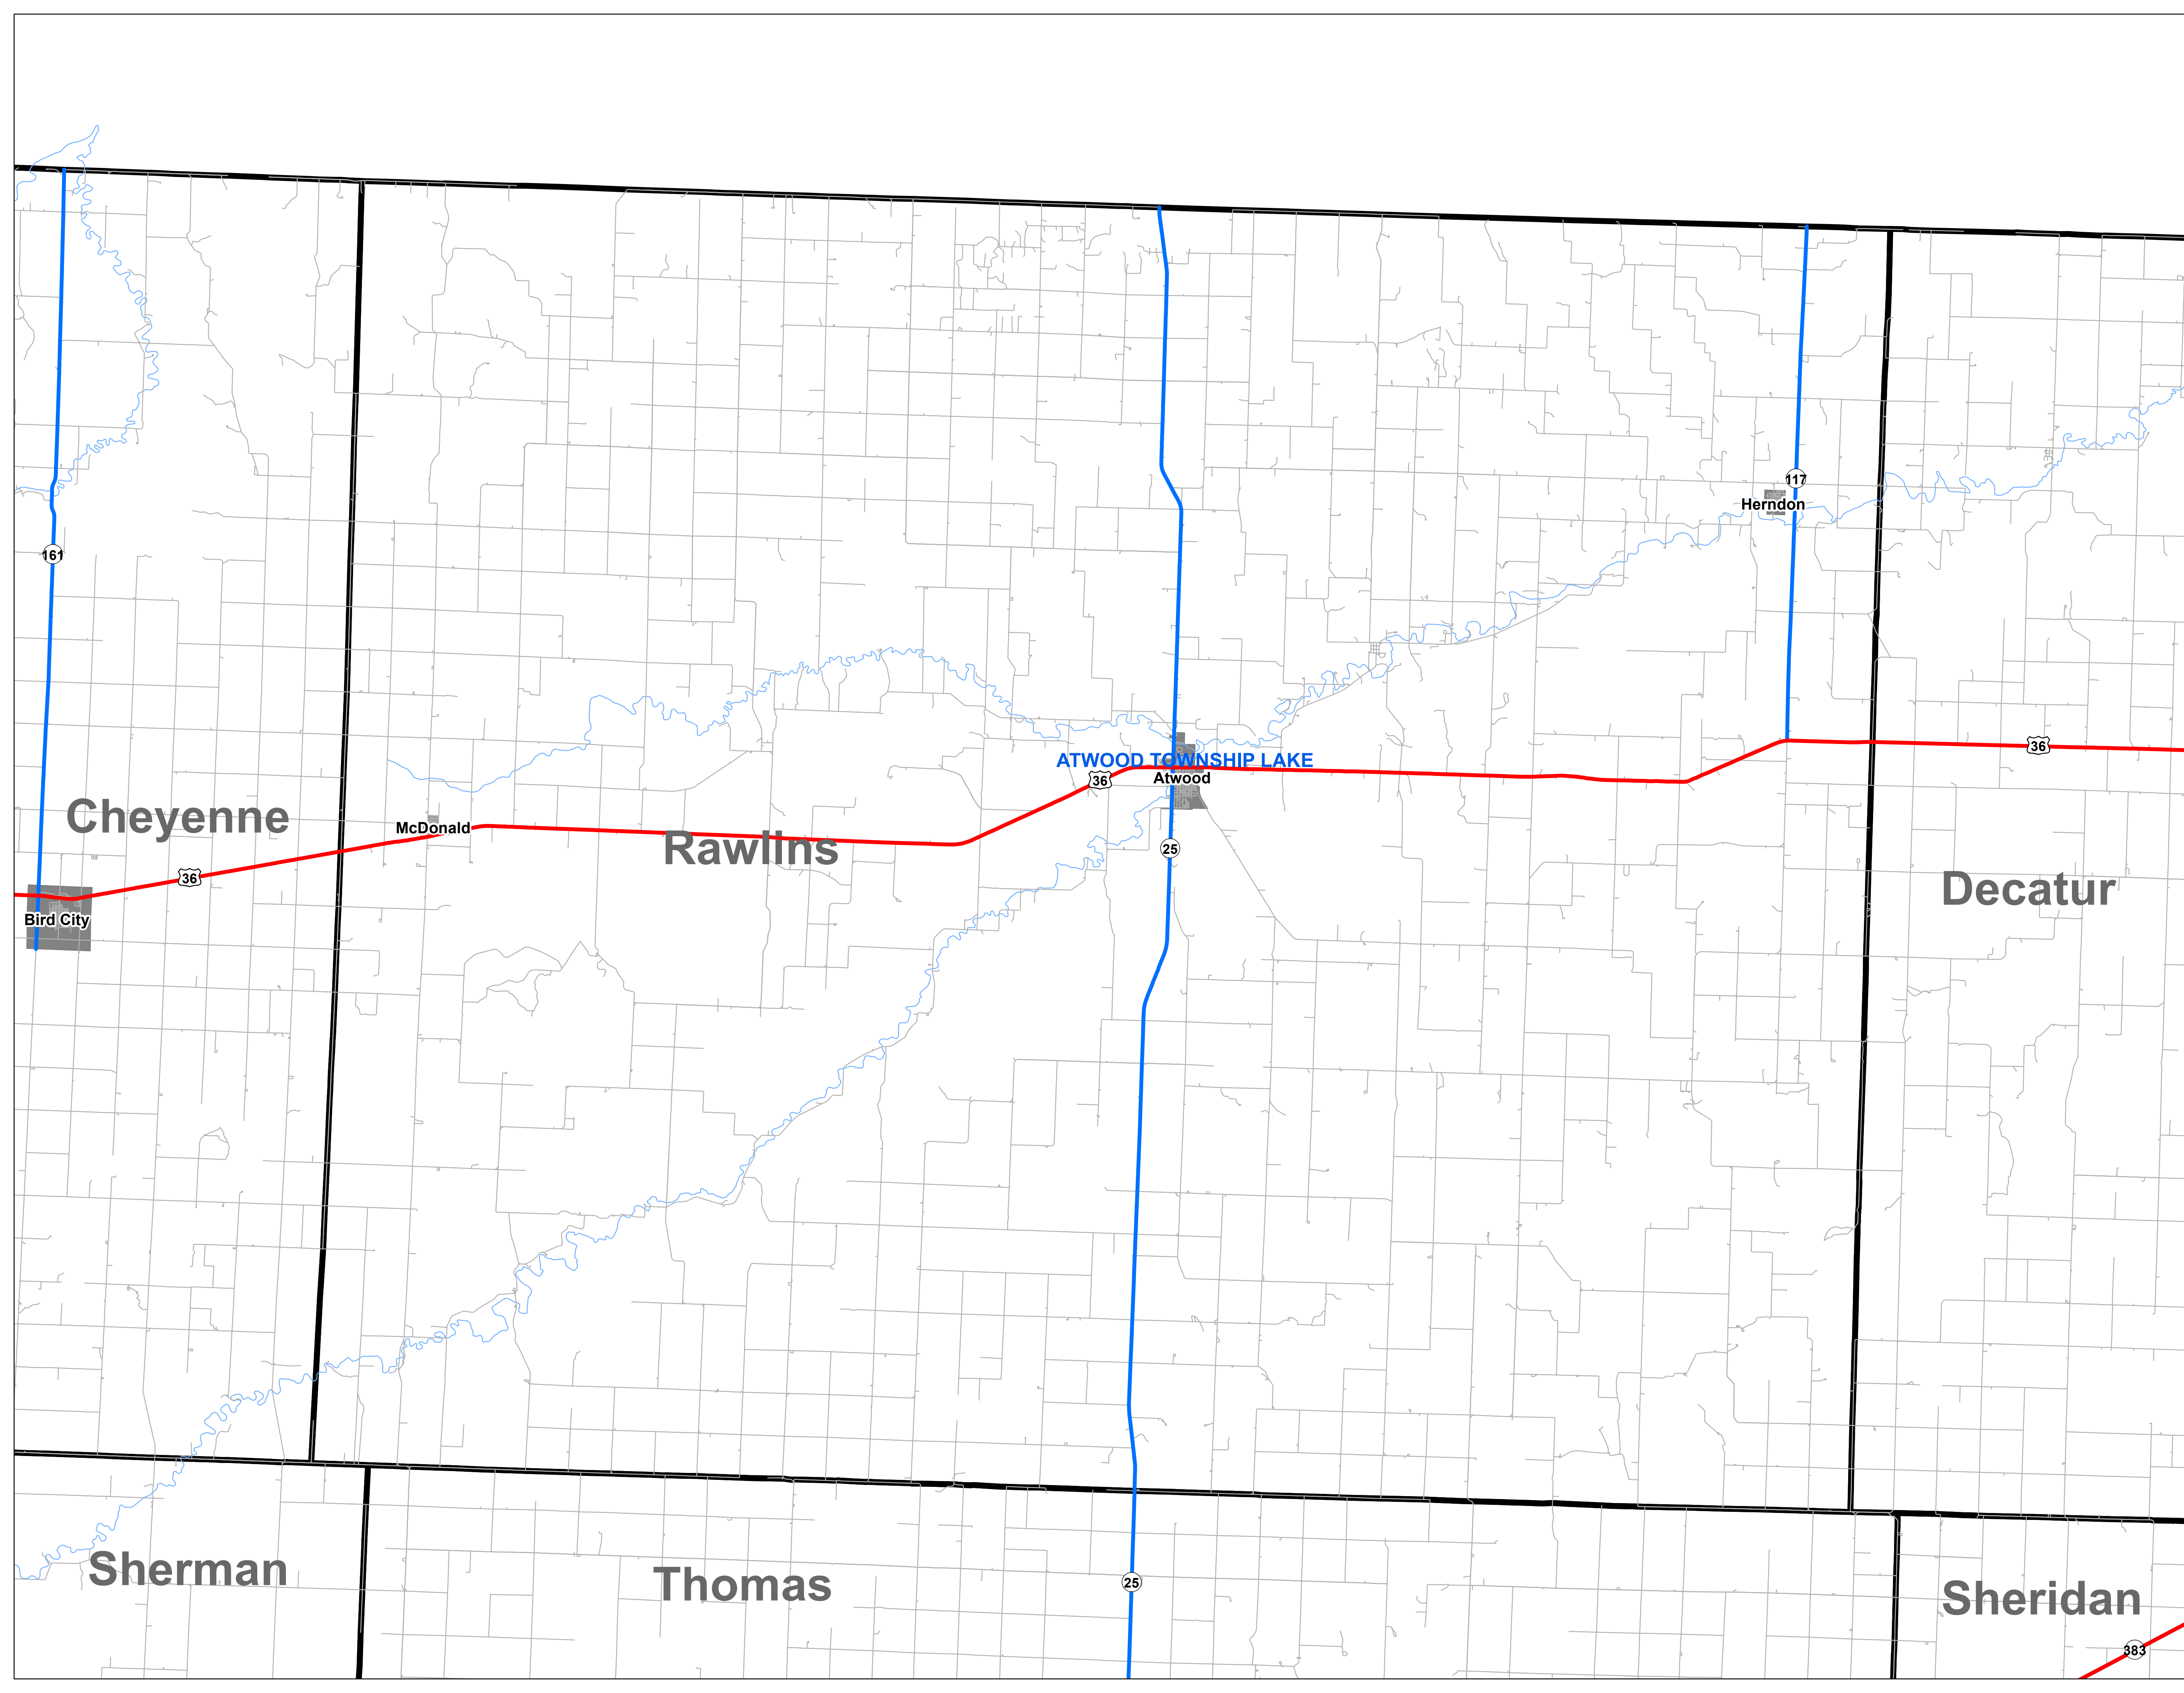 117
Herndon
161
36
ATWOOD TOWNSHIP LAKE
36
Atwood
Cheyenne
McDonald
Rawlins
25
36
Decatur
Bird City
Sherman
Thomas
25
Sheridan
383